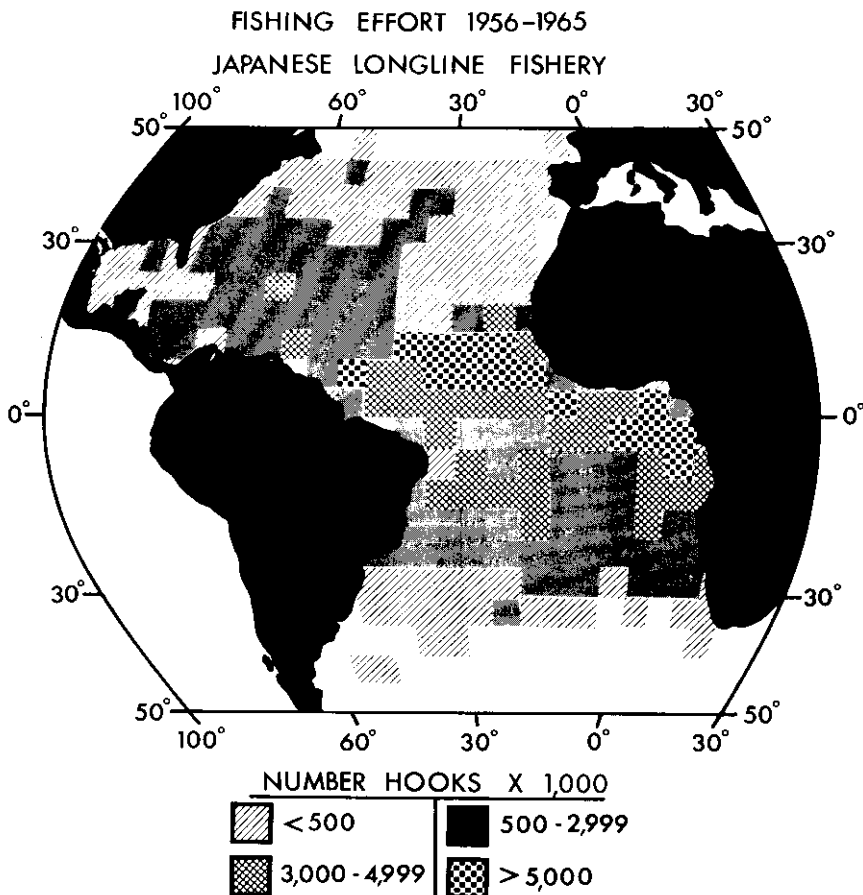 FISHING EFFORT 1956-1965
JAPANESE LONGLINE FISHERY
100° 60° 30° 0° 30°
50° 50°
30° 30°
0° 0°
30° 30°
50° 50°
100° 60° 30° 0° 30°
NUMBER HOOKS X 1,000
<500 500-2,999
3,000-4,999 >5,000